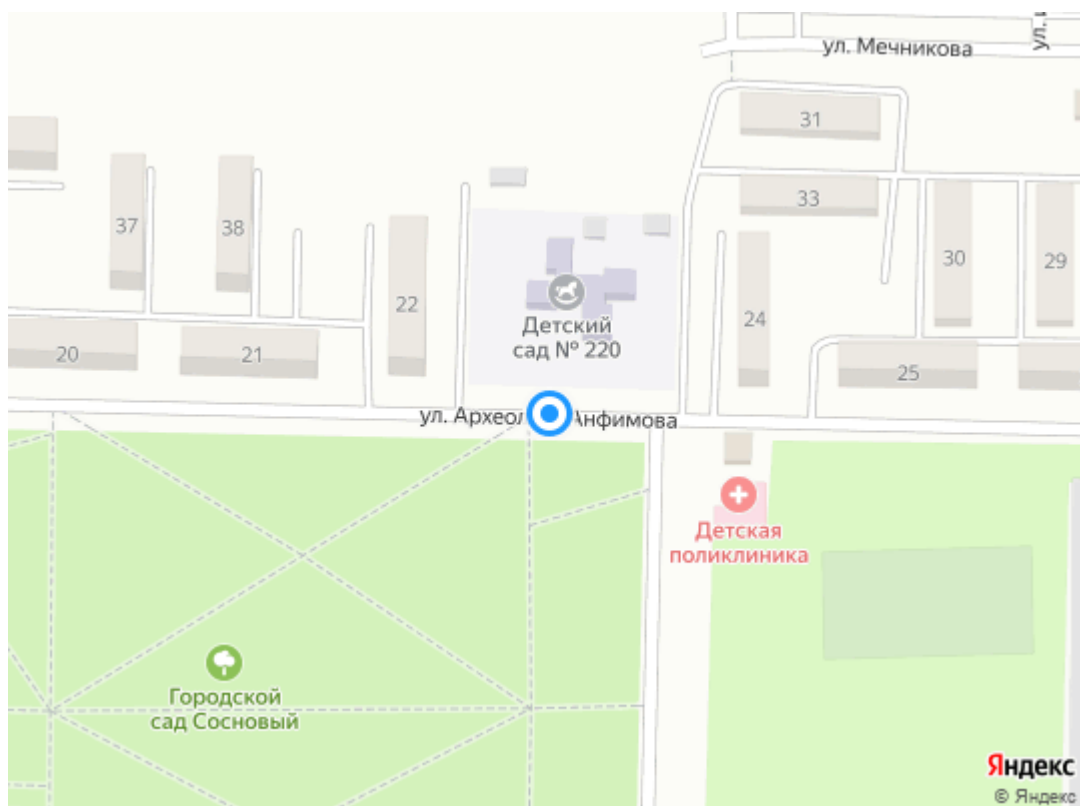 ул. Мечникова
ул.
31
37
38
33
30
29
22
24
Детский
сад № 220
20
21
25
ул. Археол
Анфимова
Детская
поликлиника
Городской
сад Сосновый
Яндекс
© Яндекс